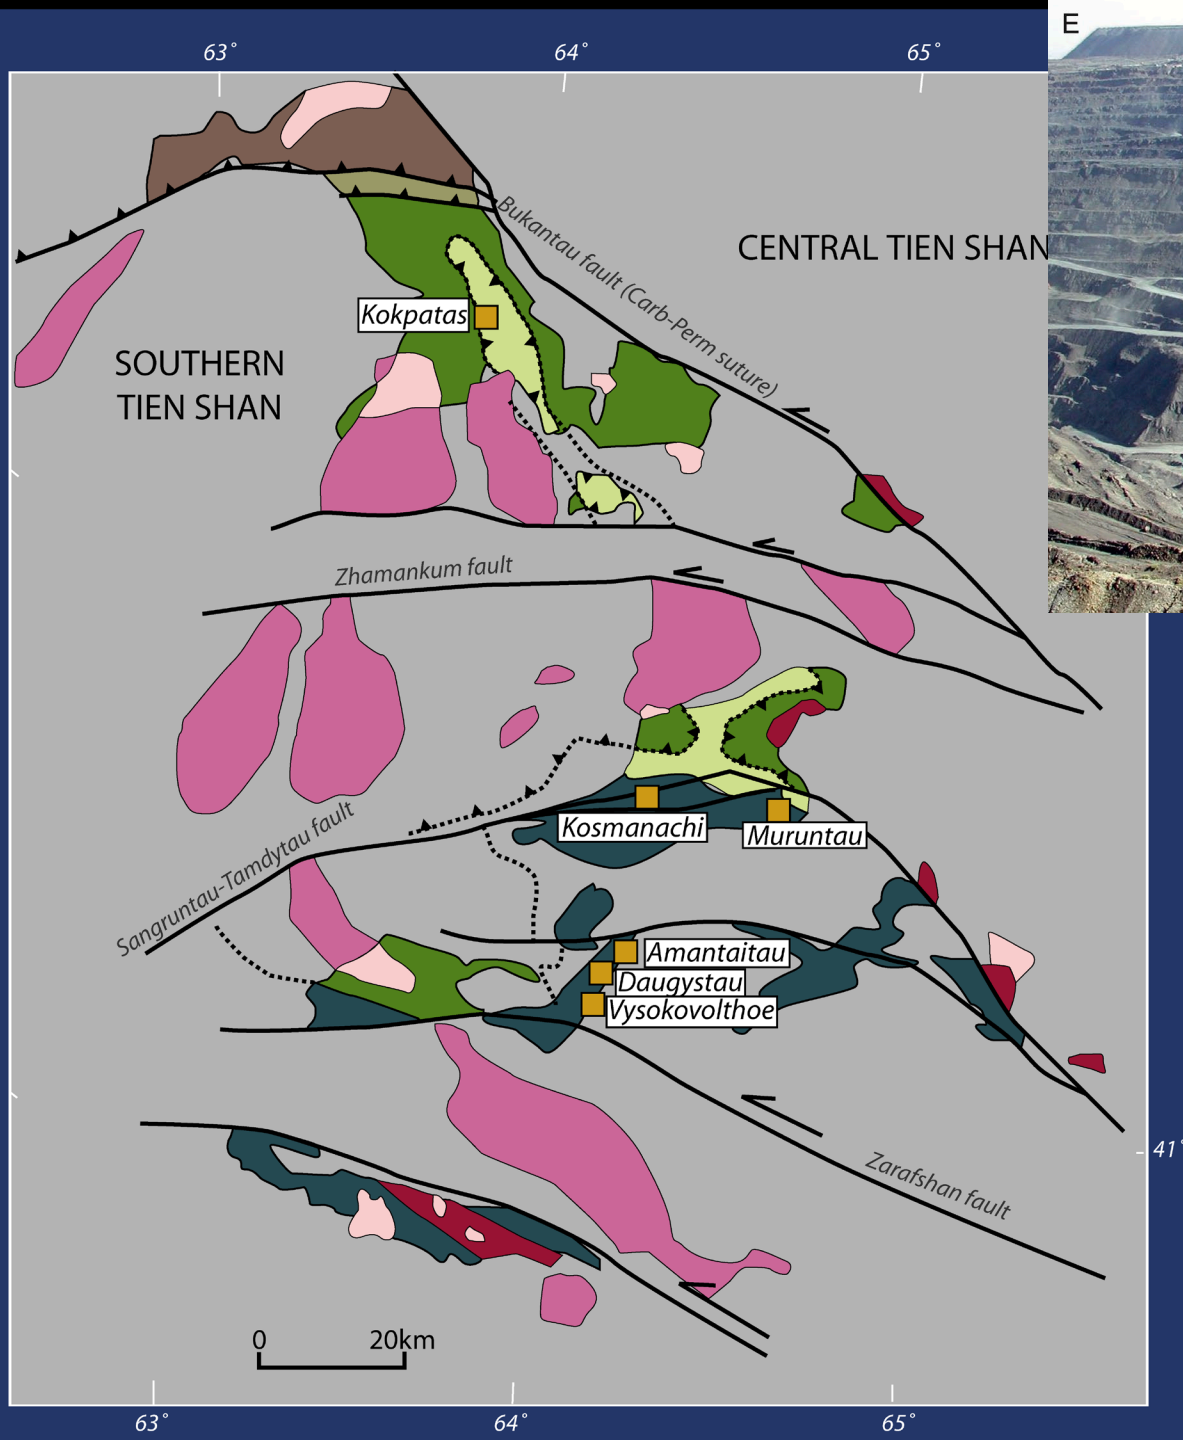 63°
64°
65°
E
Bukantau fault (Carb-Perm suture)
CENTRAL TIEN SHAN
Kokpatas
SOUTHERN
TIEN SHAN
Zhamankum fault
Sangruntau-Tamdytau fault
Kosmanachi
Muruntau
Amantaitau
Daugystau
Vysokovolthoe
41°
Zarafshan fault
0
20km
63°
64°
65°